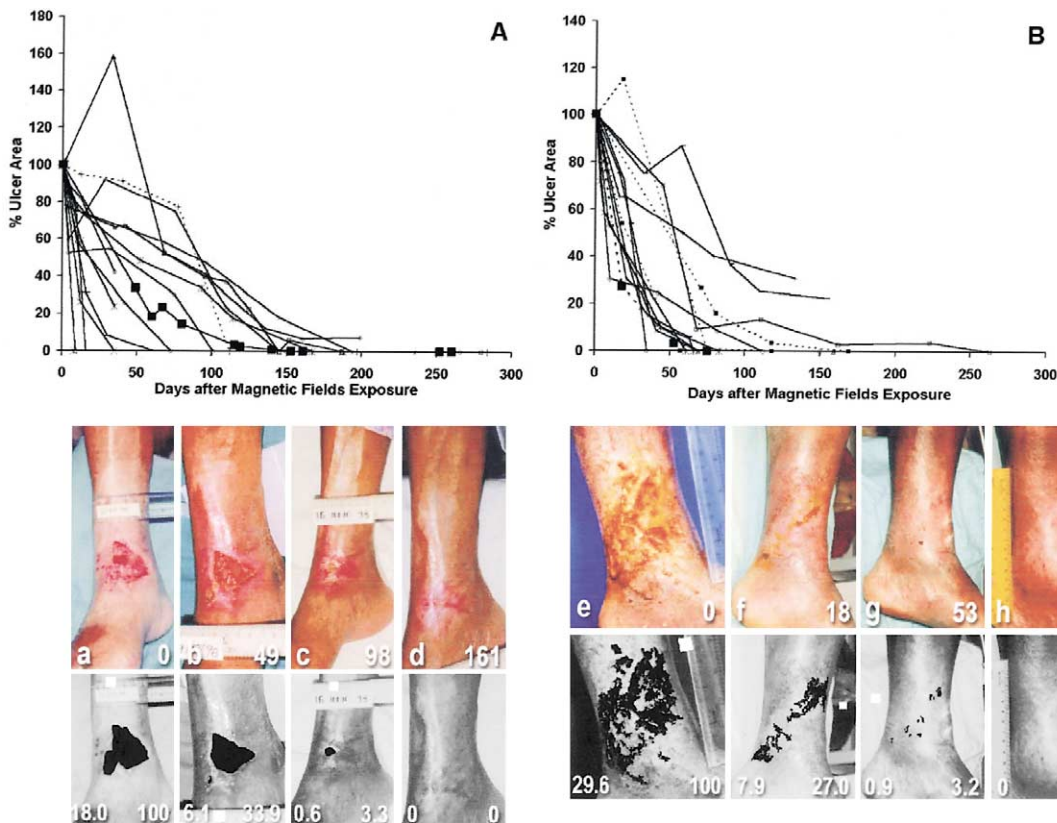 A
180
160
140
120
100
80
60
40
20
0
% Ulcer Area
0 50 100 150 200 250 300
Days after Magnetic Fields Exposure
B
140
120
100
80
60
40
20
0
% Ulcer Area
0 50 100 150 200 250 300
Days after Magnetic Fields Exposure
a 0
b 49
c 98
d 161
18.0 100
6.1 33.9
0.6 3.3
0 0
e 0
f 18
g 53
h
29.6 100
7.9 27.0
0.9 3.2
0